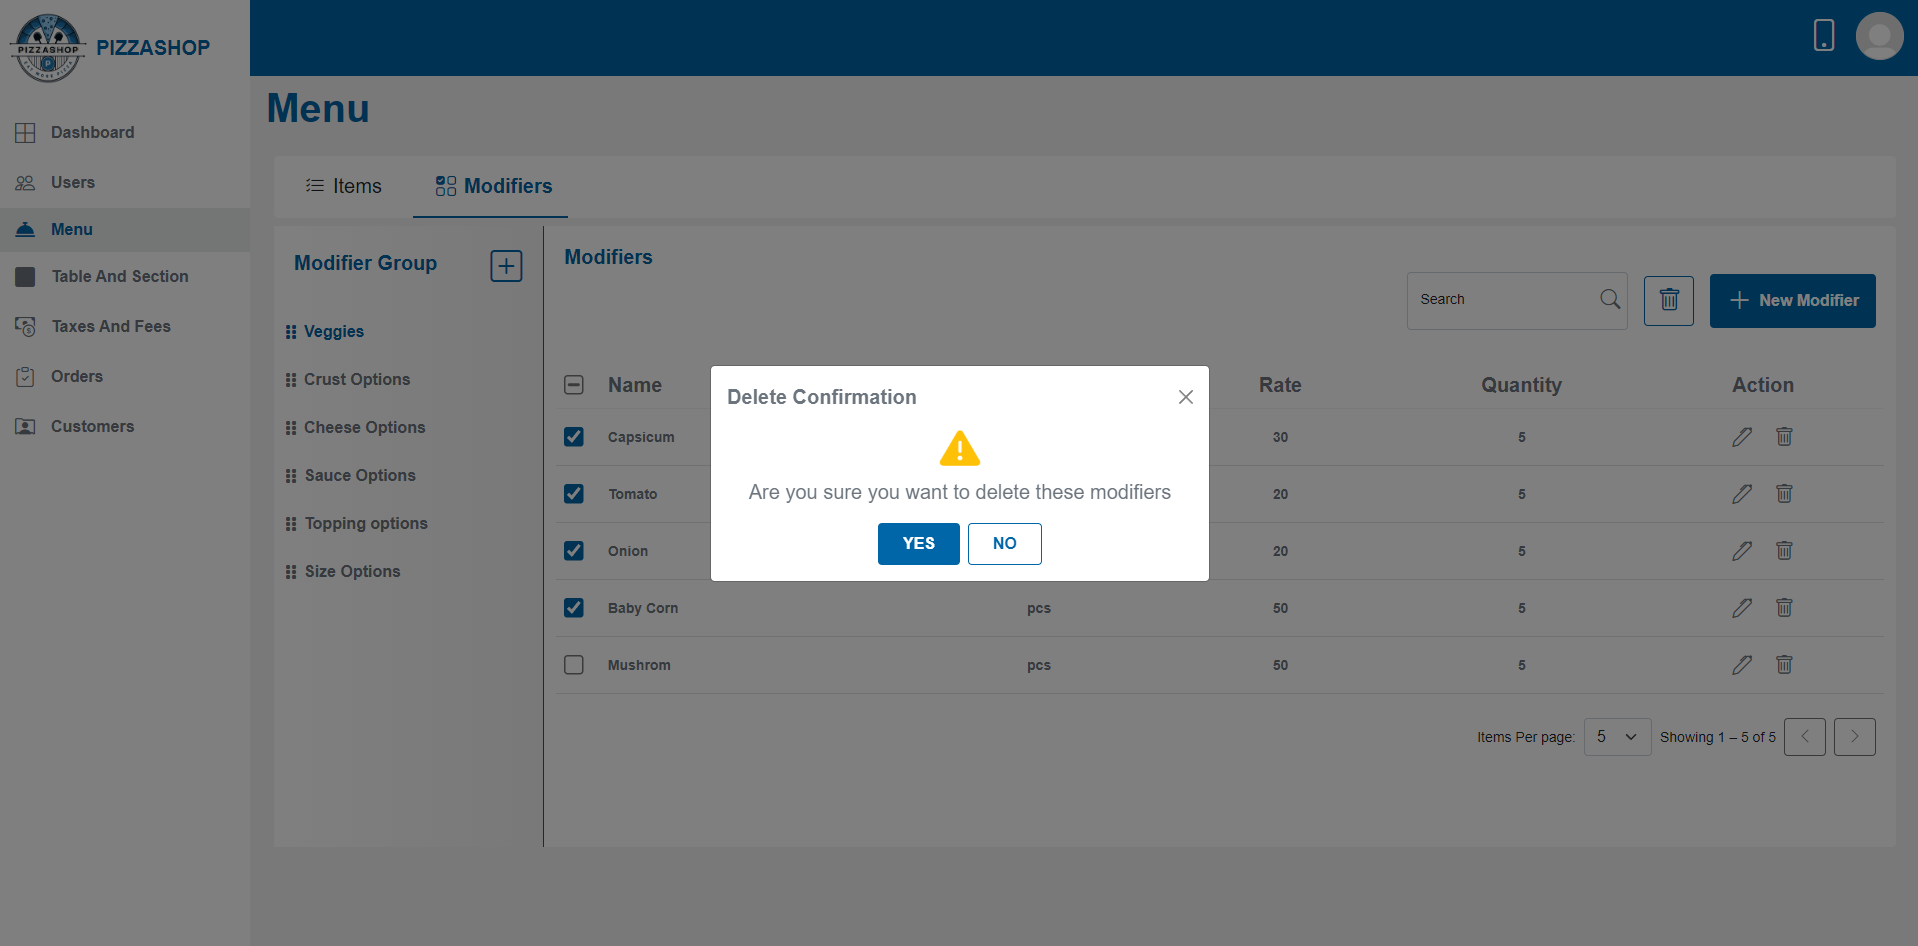 PIZZASHOP
PIZZASHOP
Dashboard
Users
Menu
Table And Section
Taxes And Fees
Orders
Customers
Menu
Items
Modifiers
Modifier Group
Veggies
Crust Options
Cheese Options
Sauce Options
Topping options
Size Options
Modifiers
Search
New Modifier
Name Rate Quantity Action
Capsicum 30 5
Tomato 20 5
Onion 20 5
Baby Corn pcs 50 5
Mushrom pcs 50 5
Items Per page: 5 Showing 1 – 5 of 5
Delete Confirmation
Are you sure you want to delete these modifiers
YES NO